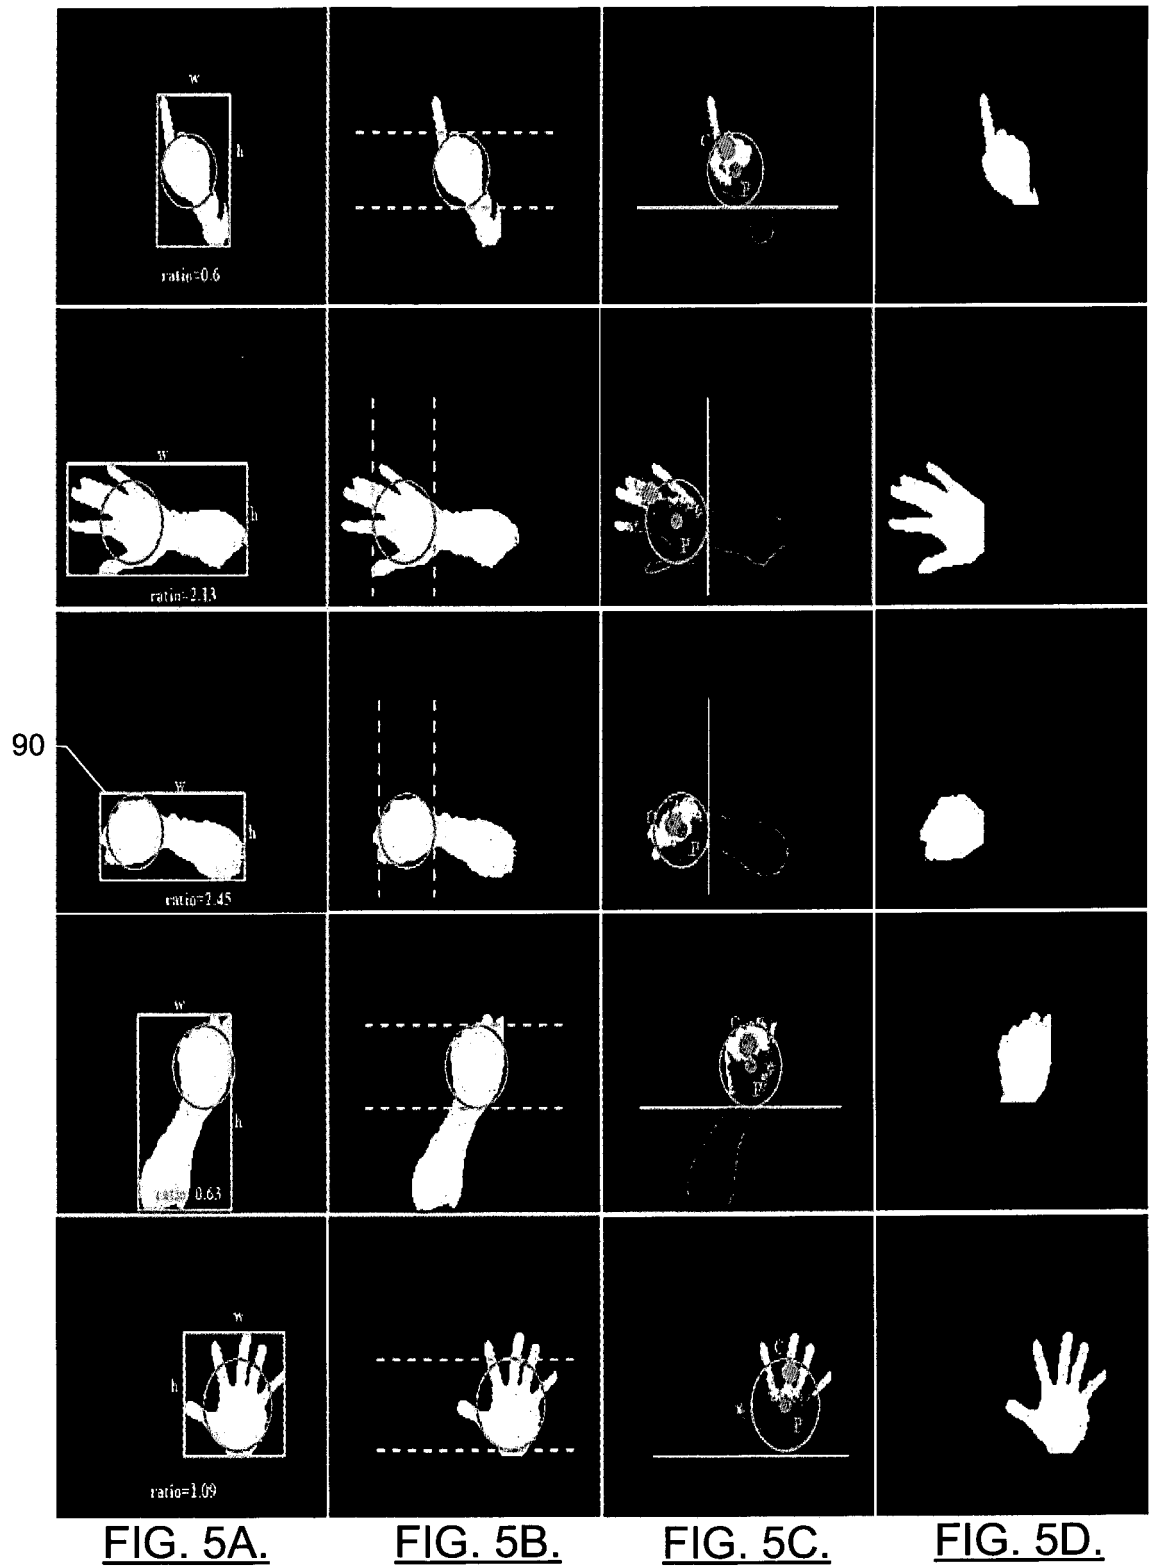 w
h
ratio=0.6
C
P
w
h
ratio=2.13
P
90
w
h
ratio=2.45
C
P
w
h
ratio=0.63
C
P
w
h
ratio=1.09
C
P
FIG. 5A.
FIG. 5B.
FIG. 5C.
FIG. 5D.